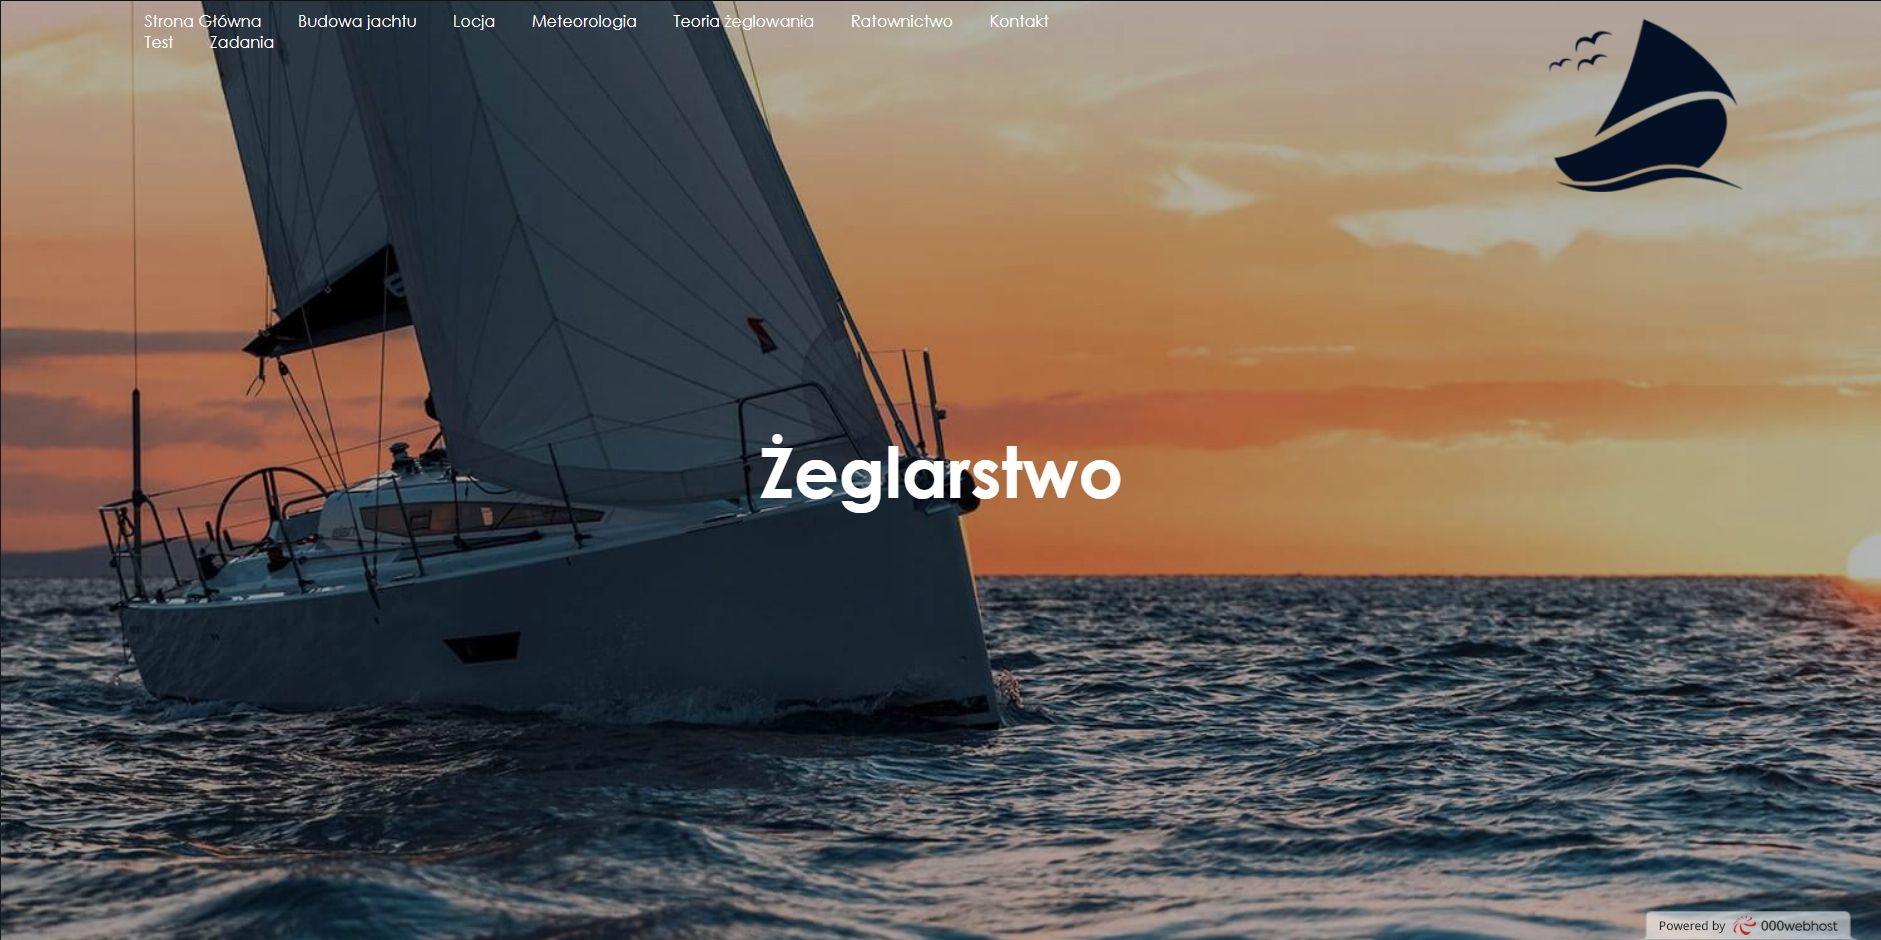 Strona Główna Budowa jachtu Locja Meteorologia Teoria żeglowania Ratownictwo Kontakt
Test Zadania
Żeglarstwo
Powered by 000webhost